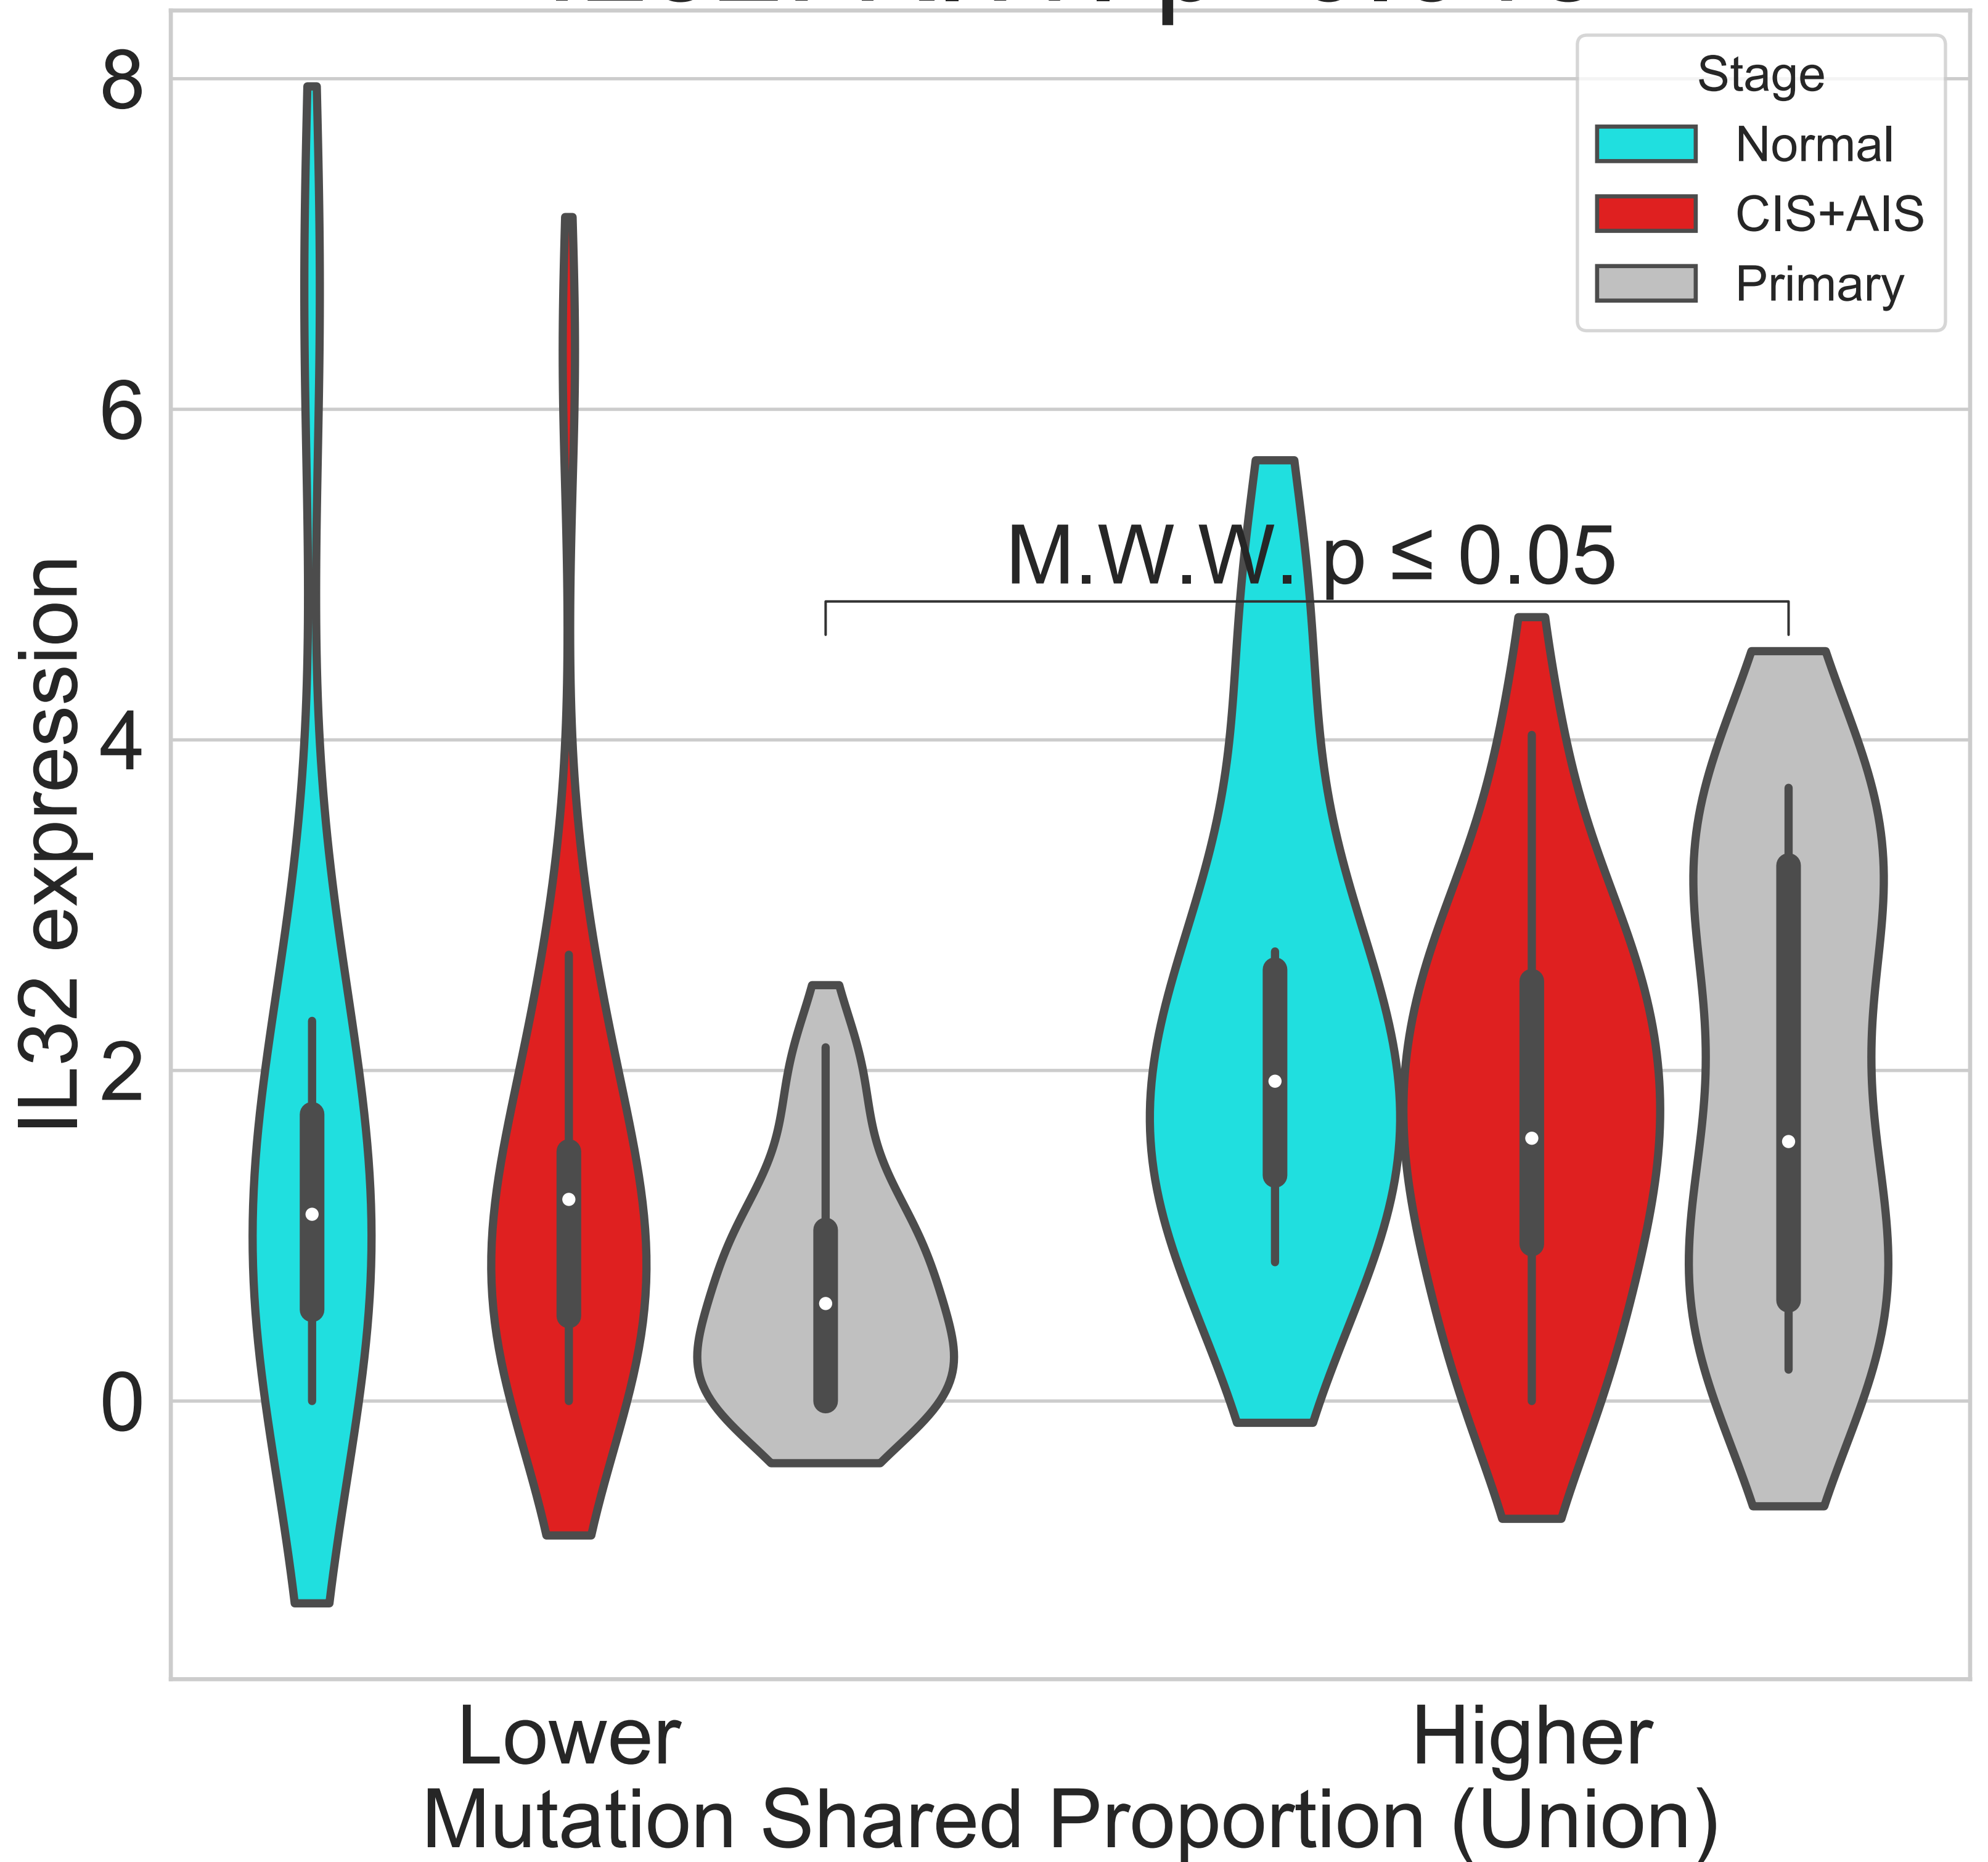 8
6
4
2
0
IL32 expression
Stage
Normal
CIS+AIS
Primary
M.W.W. p ≤ 0.05
Lower
Higher
Mutation Shared Proportion (Union)